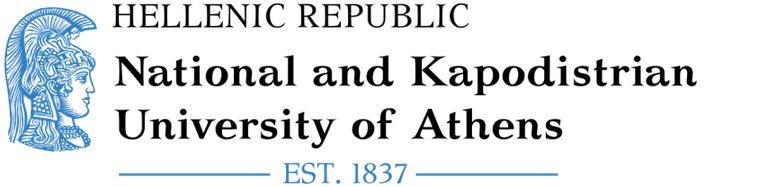 HELLENIC REPUBLIC
National and Kapodistrian
University of Athens
EST. 1837